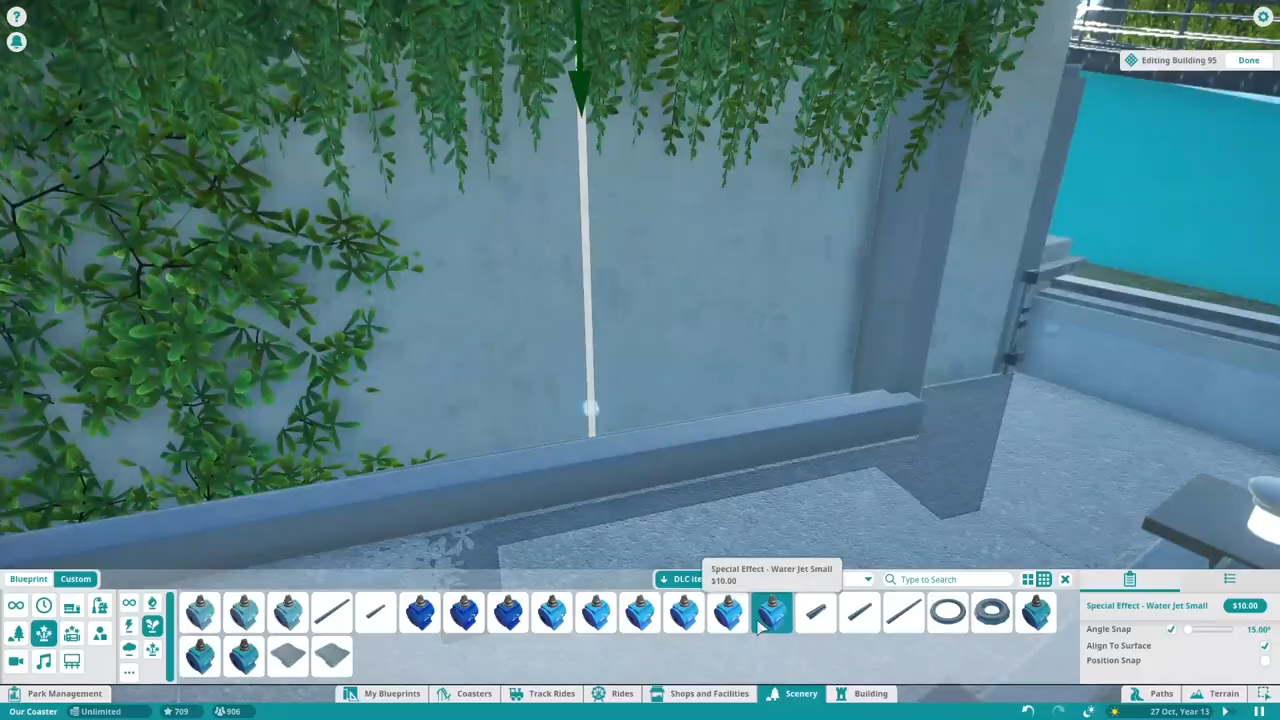 ?
Editing Building 95
Done
Blueprint
Custom
DLC ite
Special Effect - Water Jet Small
$10.00
Type to Search
Special Effect - Water Jet Small
$10.00
Angle Snap
15.00°
Align To Surface
Position Snap
Park Management
My Blueprints
Coasters
Track Rides
Rides
Shops and Facilities
Scenery
Building
Paths
Terrain
Our Coaster
Unlimited
709
906
27 Oct, Year 13